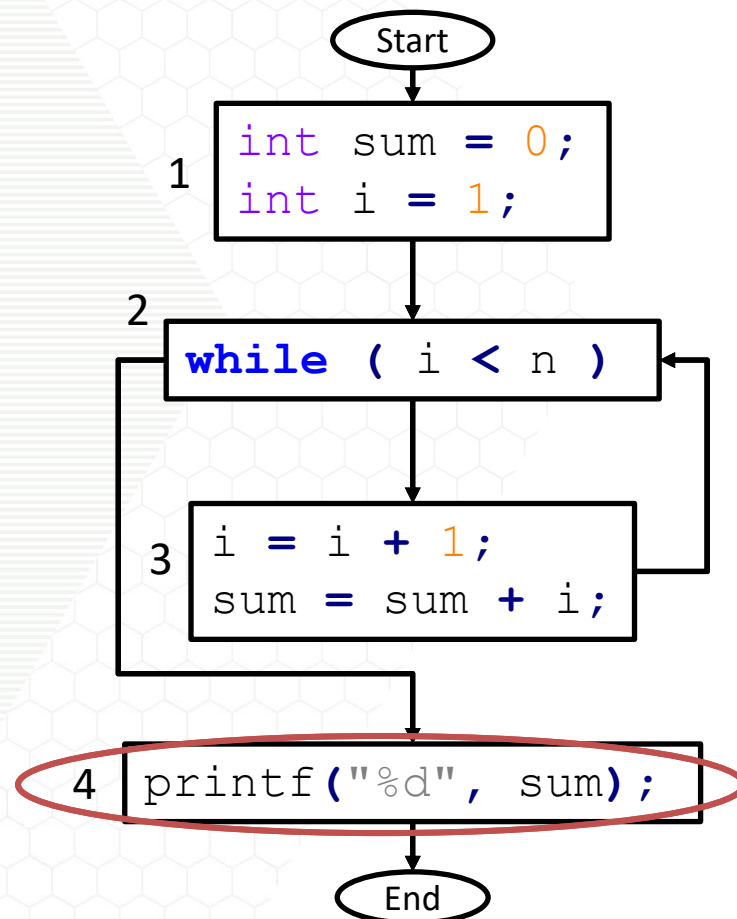 Start
1
int sum = 0;
int i = 1;
2
while ( i < n )
3
i = i + 1;
sum = sum + i;
4
printf("%d", sum);
End